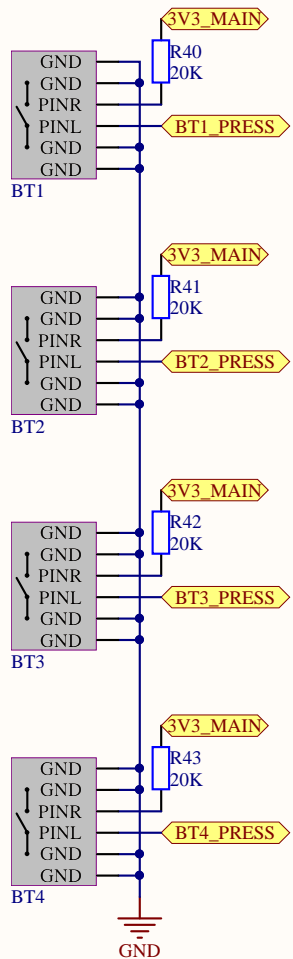 3V3_MAIN
R40
20K
GND
GND
PINR
PINL
GND
GND
BT1_PRESS
BT1
3V3_MAIN
R41
20K
GND
GND
PINR
PINL
GND
GND
BT2_PRESS
BT2
3V3_MAIN
R42
20K
GND
GND
PINR
PINL
GND
GND
BT3_PRESS
BT3
3V3_MAIN
R43
20K
GND
GND
PINR
PINL
GND
GND
BT4_PRESS
BT4
GND